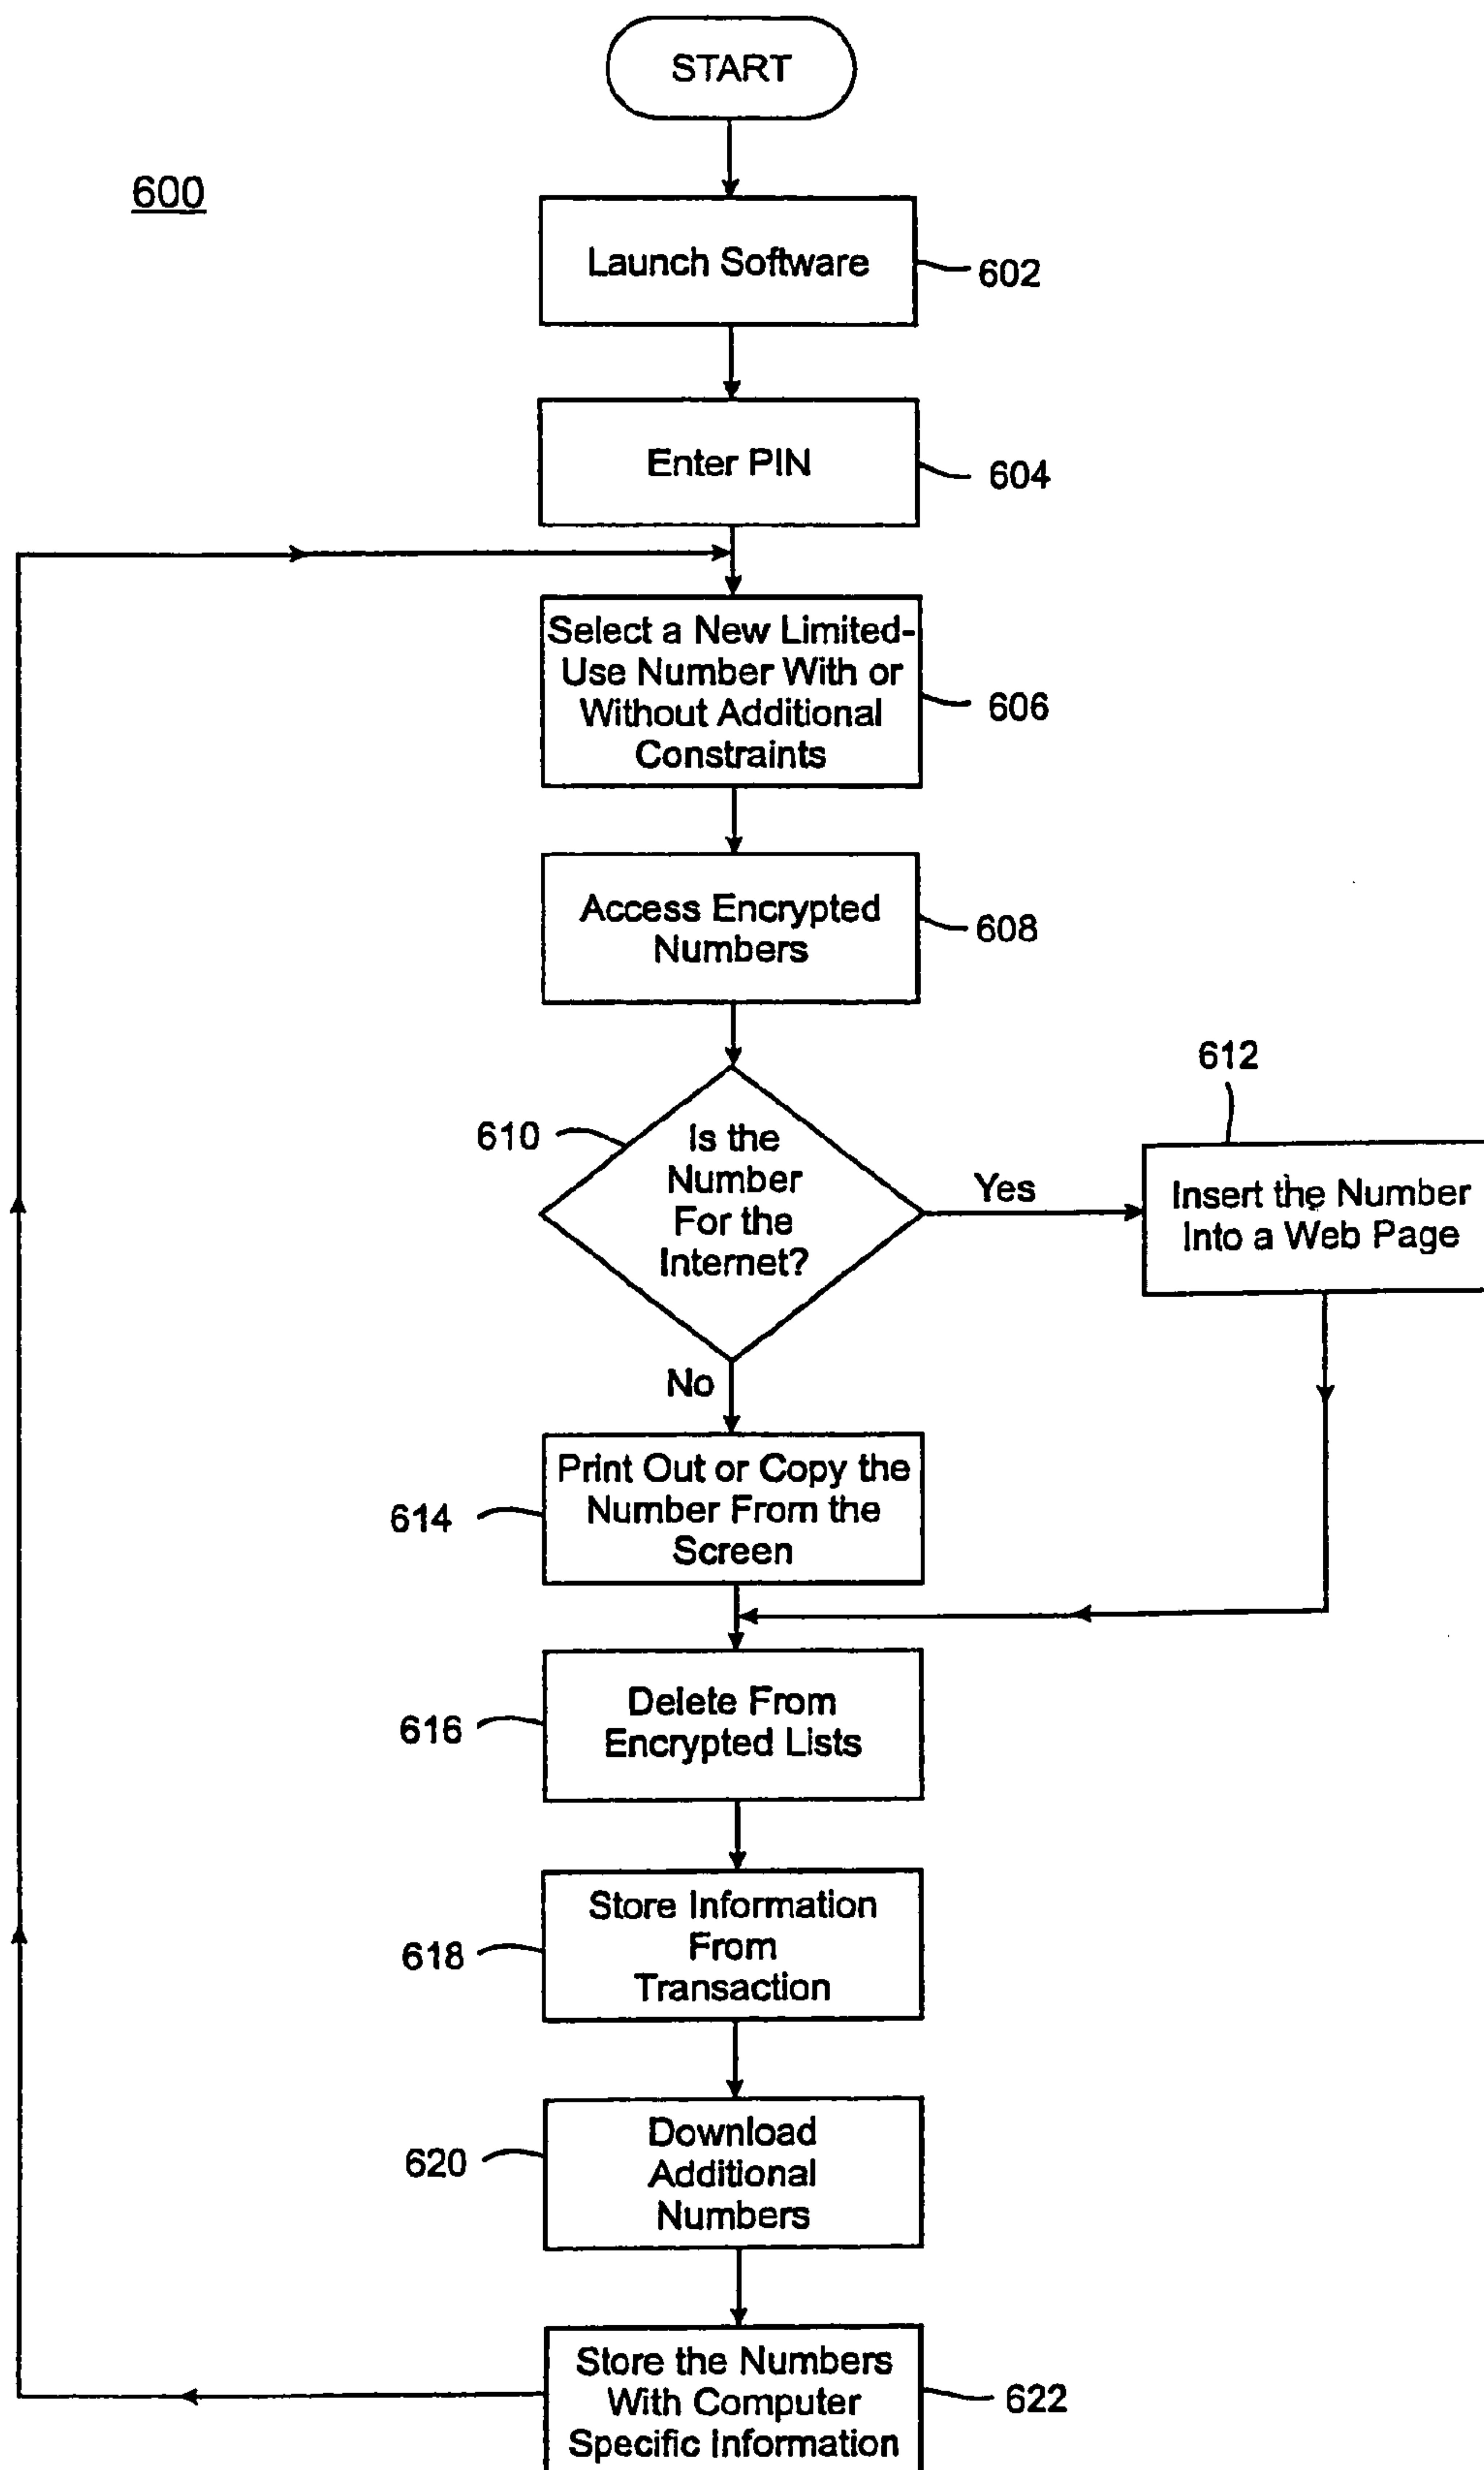 START
600
Launch Software
602
Enter PIN
604
Select a New Limited-
Use Number With or
Without Additional
Constraints
606
Access Encrypted
Numbers
608
612
610
Is the
Number
For the
Internet?
Yes
Insert the Number
Into a Web Page
No
614
Print Out or Copy the
Number From the
Screen
616
Delete From
Encrypted Lists
618
Store Information
From
Transaction
620
Download
Additional
Numbers
Store the Numbers
With Computer
Specific Information
622